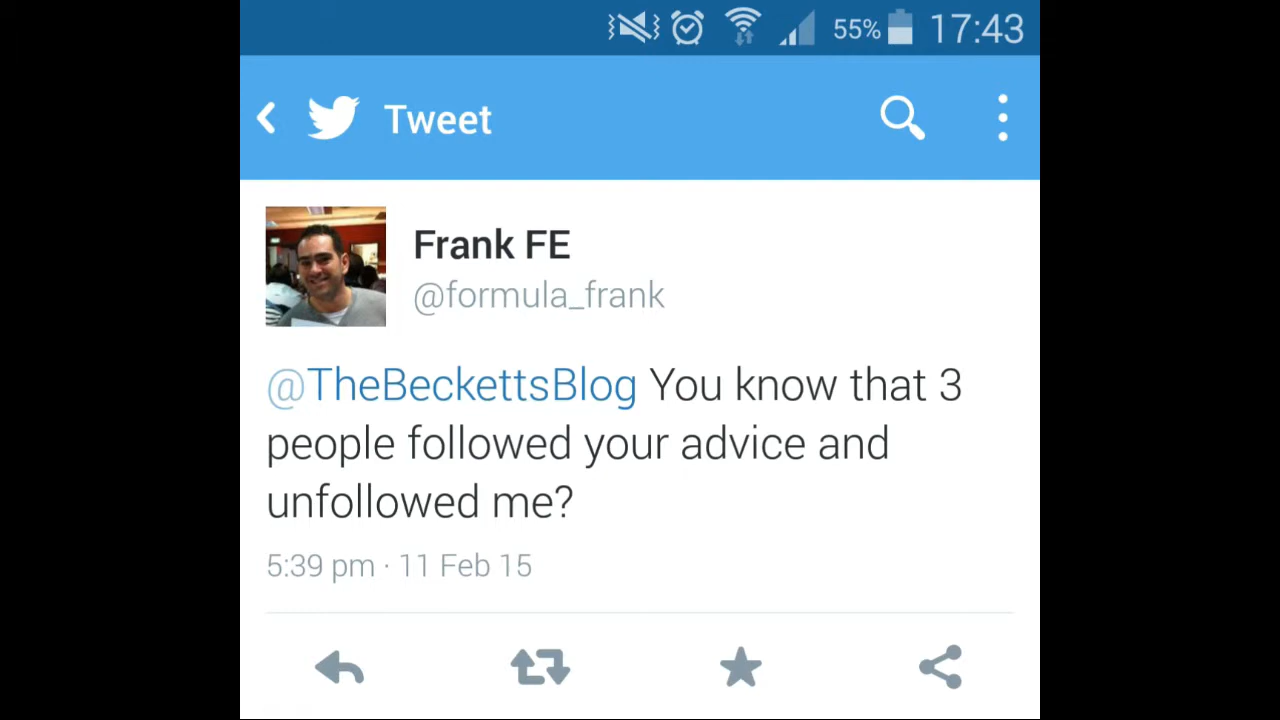 55% 17:43
Tweet
Frank FE
@formula_frank
@TheBeckettsBlog You know that 3
people followed your advice and
unfollowed me?
5:39 pm · 11 Feb 15